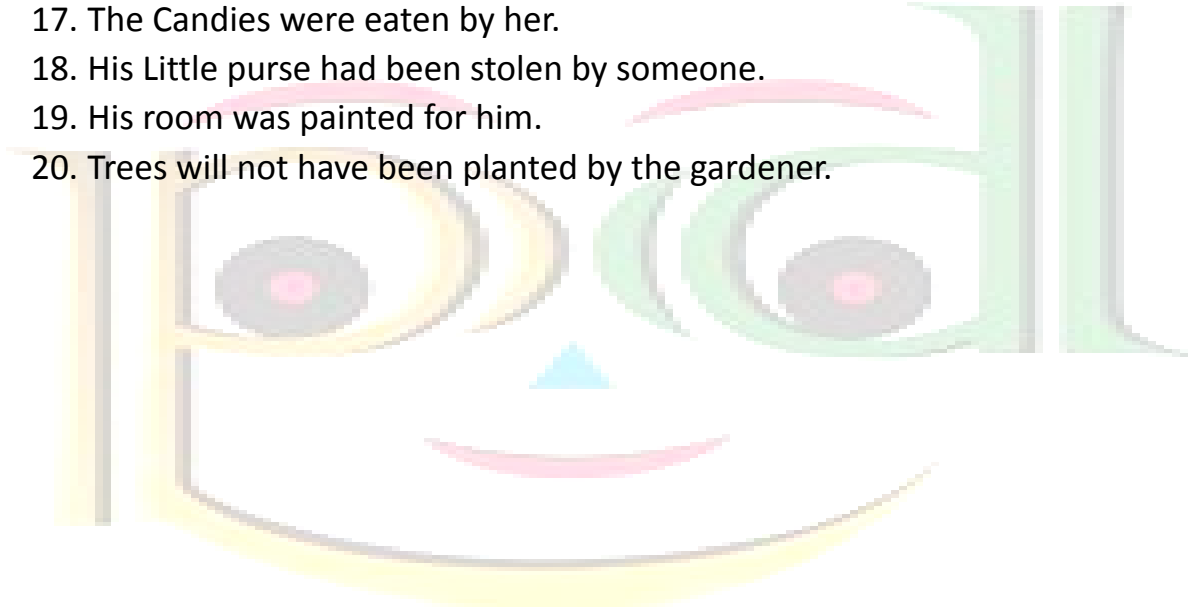 17. The Candies were eaten by her.
18. His Little purse had been stolen by someone.
19. His room was painted for him.
20. Trees will not have been planted by the gardener.